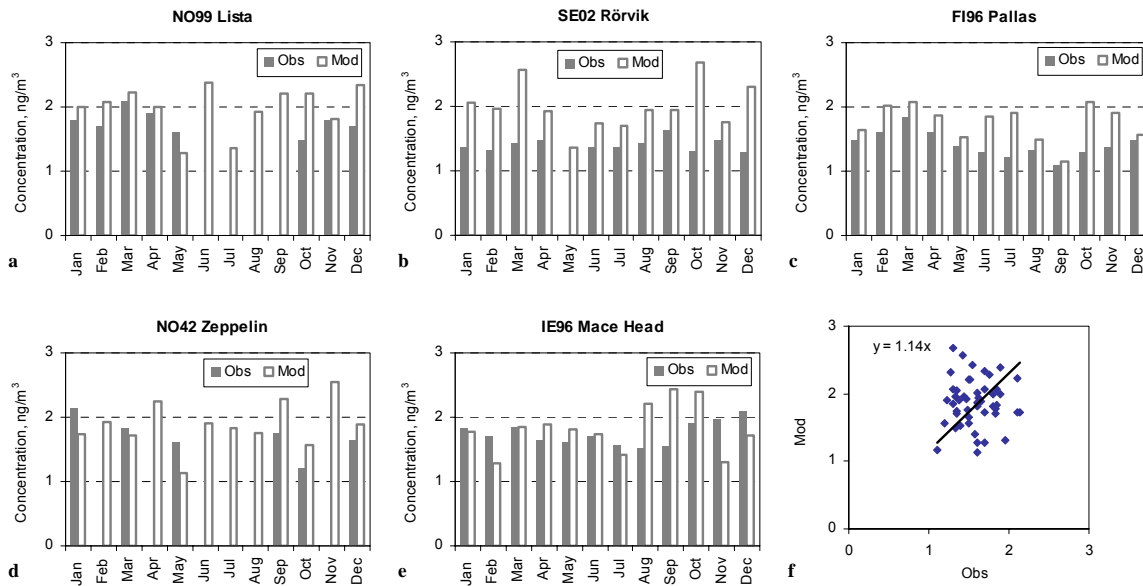 NO99 Lista
3
2
1
0
Concentration, ng/m³
Obs Mod
Jan Feb Mar Apr May Jun Jul Aug Sep Oct Nov Dec
a
SE02 Rörvik
3
2
1
0
Concentration, ng/m³
Obs Mod
Jan Feb Mar Apr May Jun Jul Aug Sep Oct Nov Dec
b
FI96 Pallas
3
2
1
0
Concentration, ng/m³
Obs Mod
Jan Feb Mar Apr May Jun Jul Aug Sep Oct Nov Dec
c
NO42 Zeppelin
3
2
1
0
Concentration, ng/m³
Obs Mod
Jan Feb Mar Apr May Jun Jul Aug Sep Oct Nov Dec
d
IE96 Mace Head
3
2
1
0
Concentration, ng/m³
Obs Mod
Jan Feb Mar Apr May Jun Jul Aug Sep Oct Nov Dec
e
3
2
1
0
Mod
y = 1.14x
0 1 2 3
Obs
f